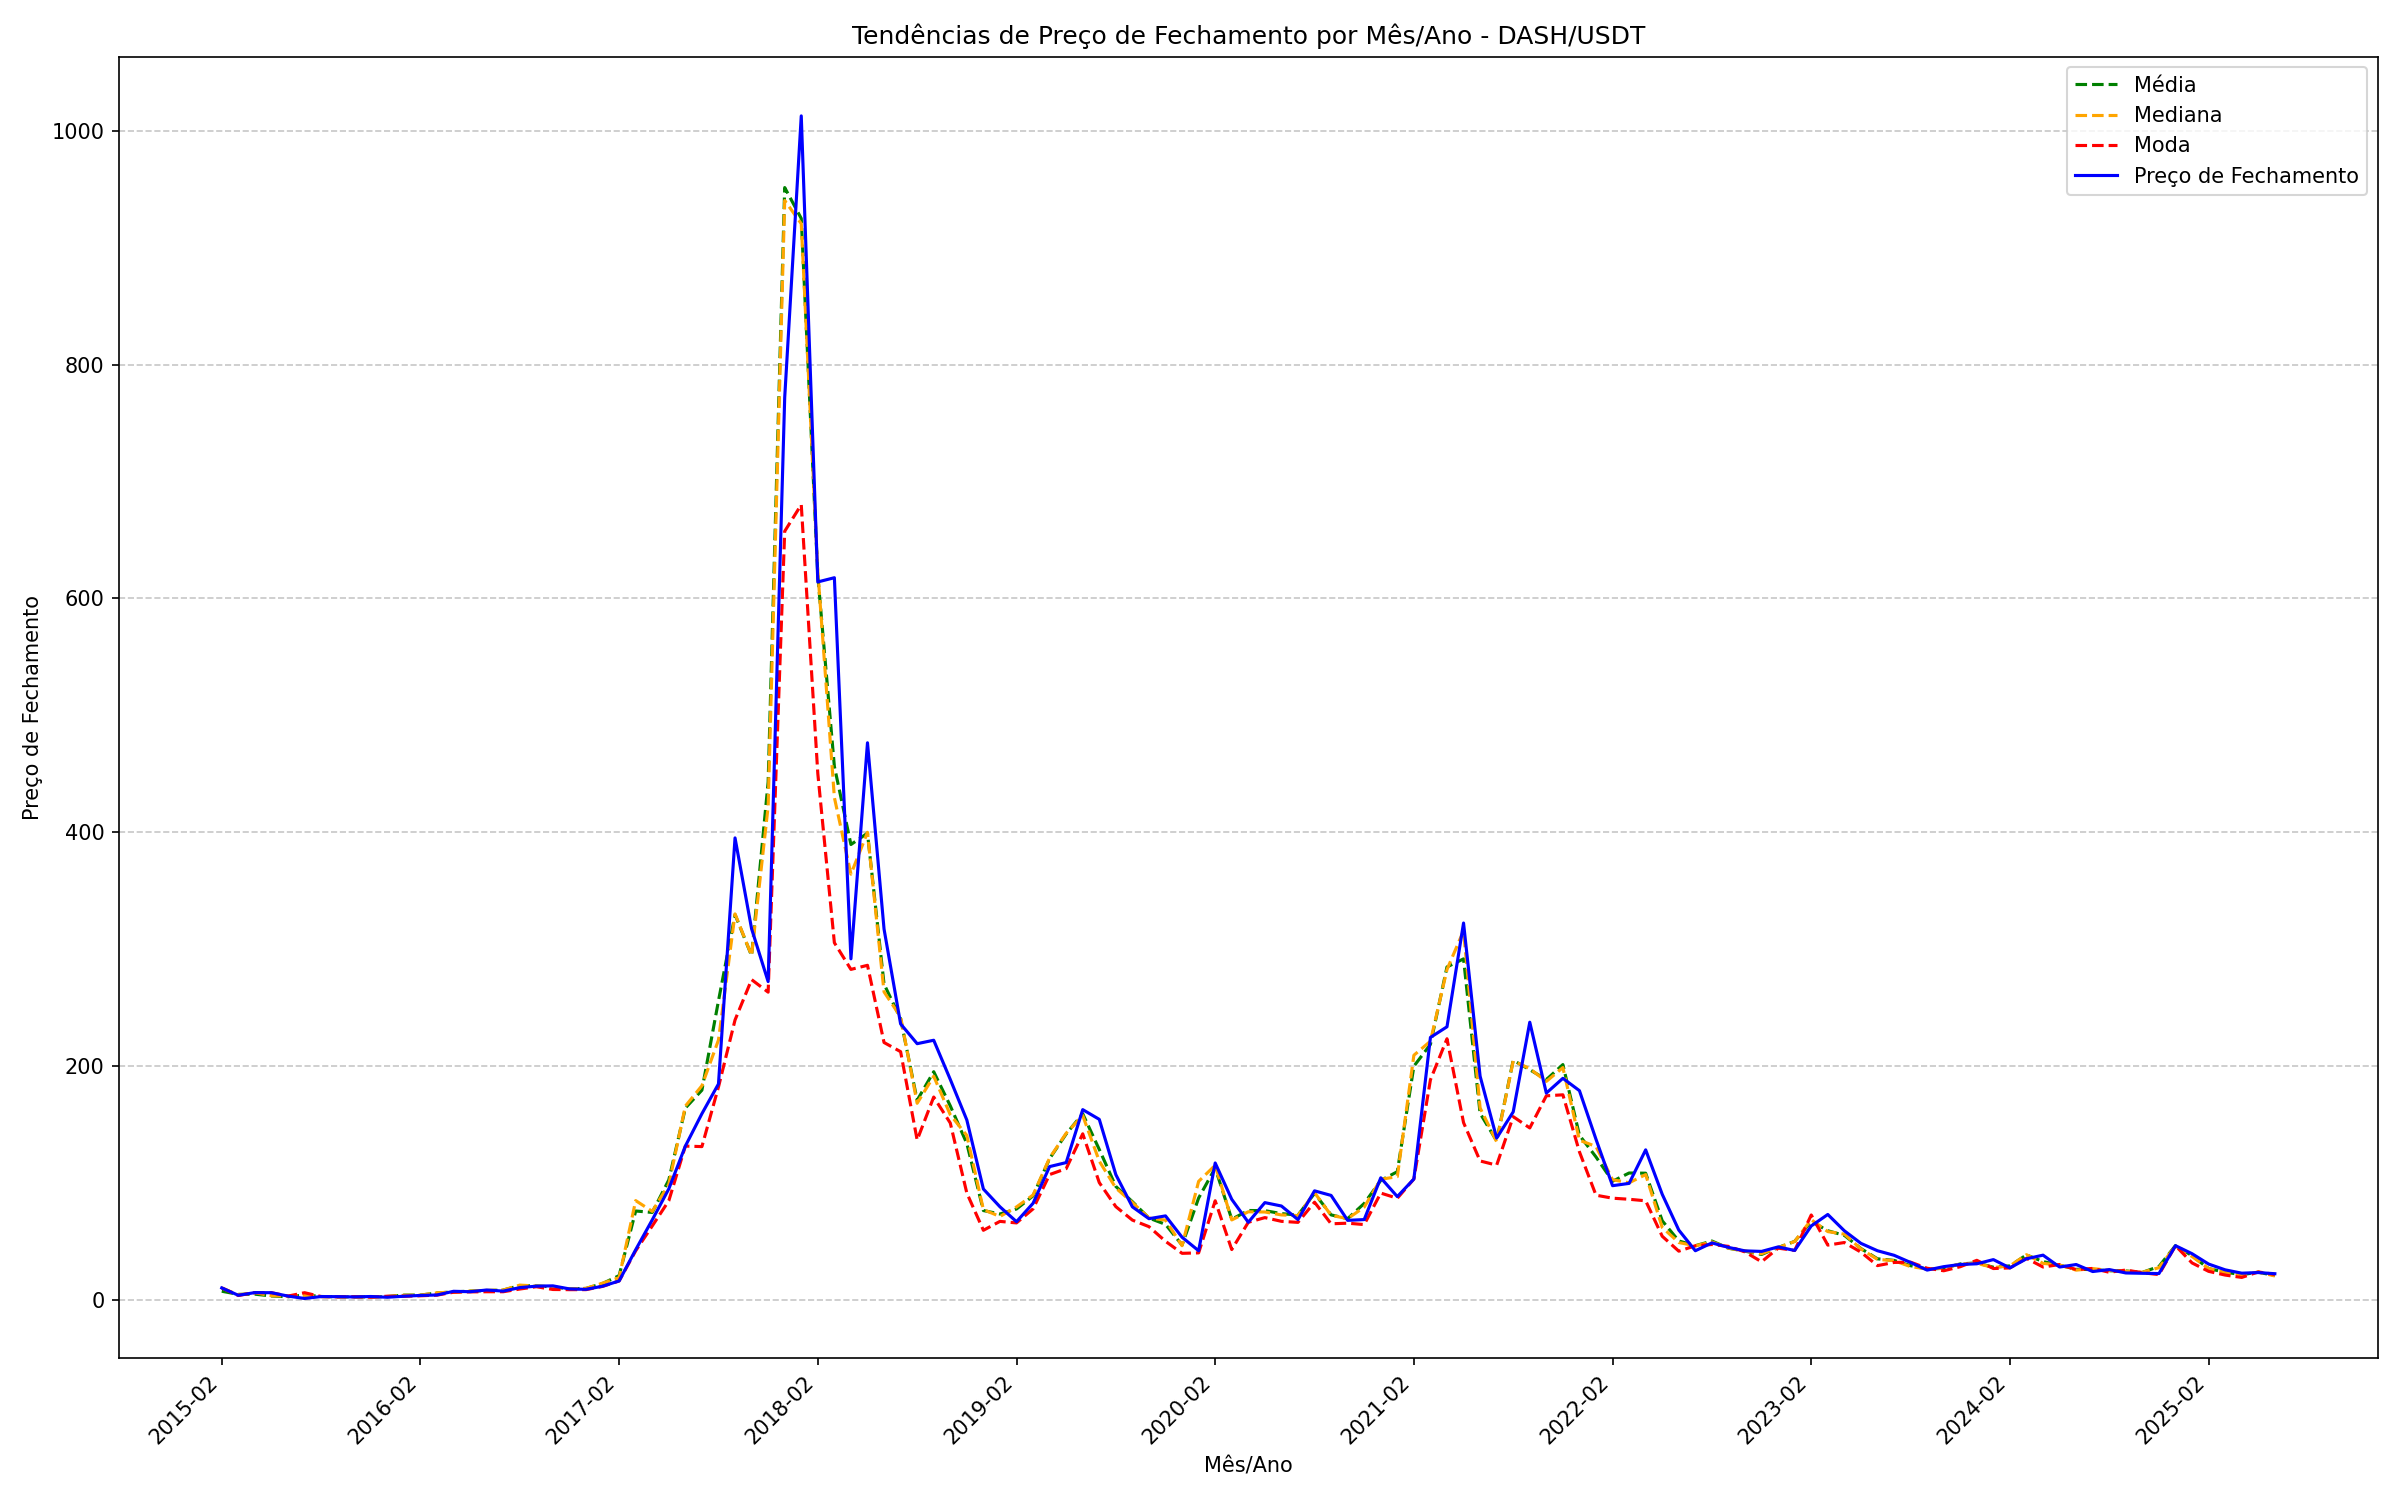 Tendências de Preço de Fechamento por Mês/Ano - DASH/USDT
Média
Mediana
Moda
Preço de Fechamento
1000
800
600
400
200
0
Preço de Fechamento
2015-02
2016-02
2017-02
2018-02
2019-02
2020-02
2021-02
2022-02
2023-02
2024-02
2025-02
Mês/Ano